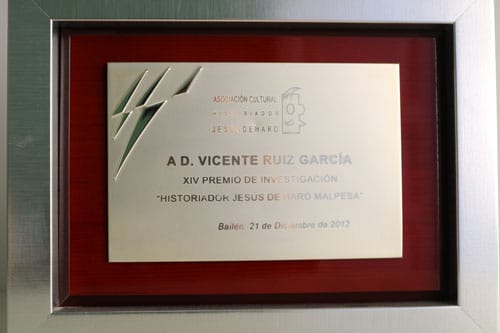 ASOCIACIÓN CULTURAL
HISTORIADOR
JESÚS DE HARO
A D. VICENTE RUIZ GARCÍA
XIV PREMIO DE INVESTIGACIÓN
"HISTORIADOR JESUS DE HARO MALPESA"
Bailén, 21 de Diciembre de 2012